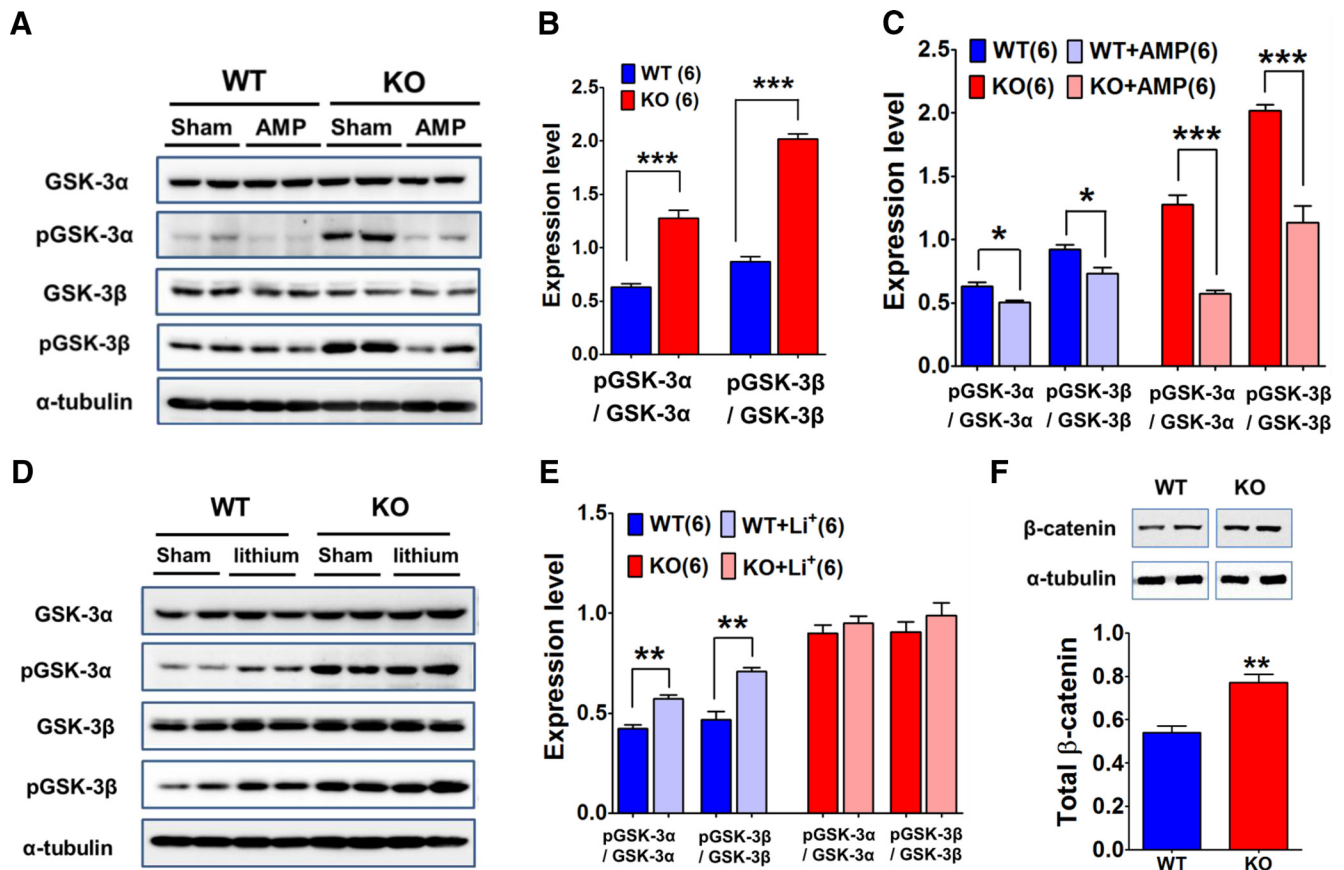 A
WT KO
Sham AMP Sham AMP
GSK-3α
pGSK-3α
GSK-3β
pGSK-3β
α-tubulin
B
WT (6)
KO (6)
Expression level
2.5
2.0
1.5
1.0
0.5
0.0
***
***
pGSK-3α
/ GSK-3α
pGSK-3β
/ GSK-3β
C
WT(6) WT+AMP(6)
KO(6) KO+AMP(6)
Expression level
2.5
2.0
1.5
1.0
0.5
0.0
*
*
***
***
pGSK-3α
/ GSK-3α
pGSK-3β
/ GSK-3β
pGSK-3α
/ GSK-3α
pGSK-3β
/ GSK-3β
D
WT KO
Sham lithium Sham lithium
GSK-3α
pGSK-3α
GSK-3β
pGSK-3β
α-tubulin
E
WT(6) WT+Li⁺(6)
KO(6) KO+Li⁺(6)
Expression level
1.5
1.0
0.5
0.0
**
**
pGSK-3α
/ GSK-3α
pGSK-3β
/ GSK-3β
pGSK-3α
/ GSK-3α
pGSK-3β
/ GSK-3β
F
WT KO
β-catenin
α-tubulin
Total β-catenin
1.0
0.8
0.6
0.4
0.2
0.0
**
WT KO